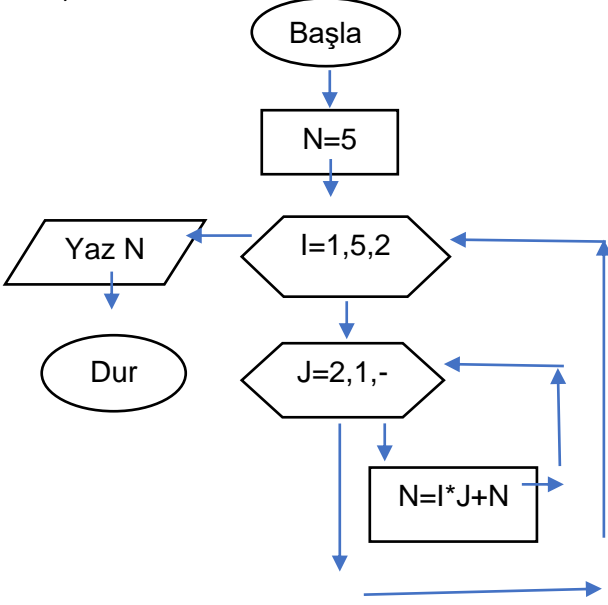 Başla
N=5
I=1,5,2
Yaz N
J=2,1,-
Dur
N=I*J+N